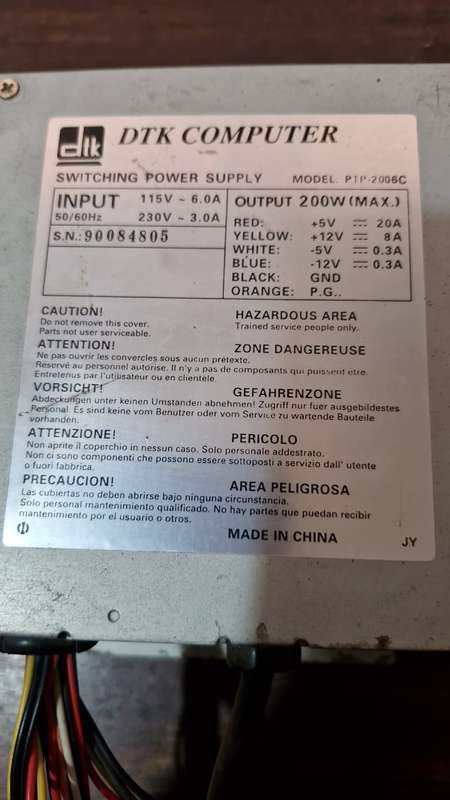 dtk
DTK COMPUTER
SWITCHING POWER SUPPLY MODEL: PTP-2006C
INPUT 115V ~ 6.0A
50/60Hz 230V ~ 3.0A
S.N.: 90084805
OUTPUT 200W (MAX.)
RED: +5V ⎓ 20A
YELLOW: +12V ⎓ 8A
WHITE: -5V ⎓ 0.3A
BLUE: -12V ⎓ 0.3A
BLACK: GND
ORANGE: P.G..
CAUTION! HAZARDOUS AREA
Do not remove this cover. Trained service people only.
Parts not user serviceable.
ATTENTION! ZONE DANGEREUSE
Ne pas ouvrir les convercles sous aucun prétexte.
Réservé au personnel autorise. Il n'y a pas de composants qui puissent etre.
Entretenus par l'utilisateur ou en clientèle.
VORSICHT! GEFAHRENZONE
Abdeckungen unter keinen Umstanden abnehmen! Zugriff nur fuer ausgebildestes
Personal. Es sind keine vom Benutzer oder vom Service zu wartende Bauteile
vorhanden.
ATTENZIONE! PERICOLO
Non aprire il coperchio in nessun caso. Solo personale addestrato.
Non ci sono componenti che possono essere sottoposti a servizio dall' utente
o fuori fabbrica.
PRECAUCION! AREA PELIGROSA
Las cubiertas no deben abrirse bajo ninguna circunstancia.
Solo personal mantenimiento qualificado. No hay partes que puedan recibir
mantenimiento por el usuario o otros.
MADE IN CHINA JY